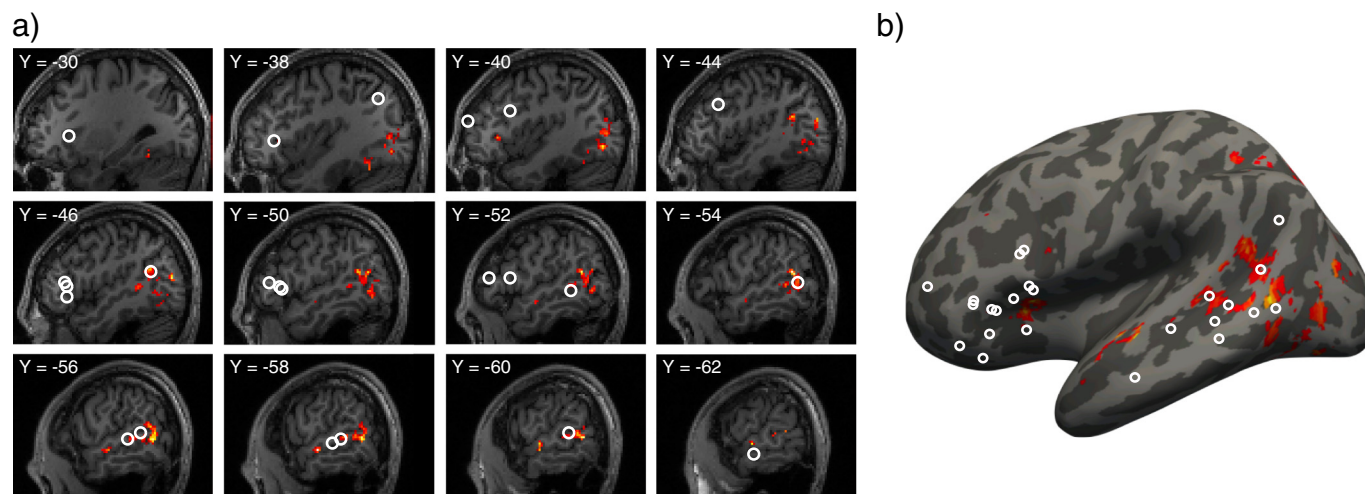 a)
b)
Y = -30
Y = -38
Y = -40
Y = -44
Y = -46
Y = -50
Y = -52
Y = -54
Y = -56
Y = -58
Y = -60
Y = -62